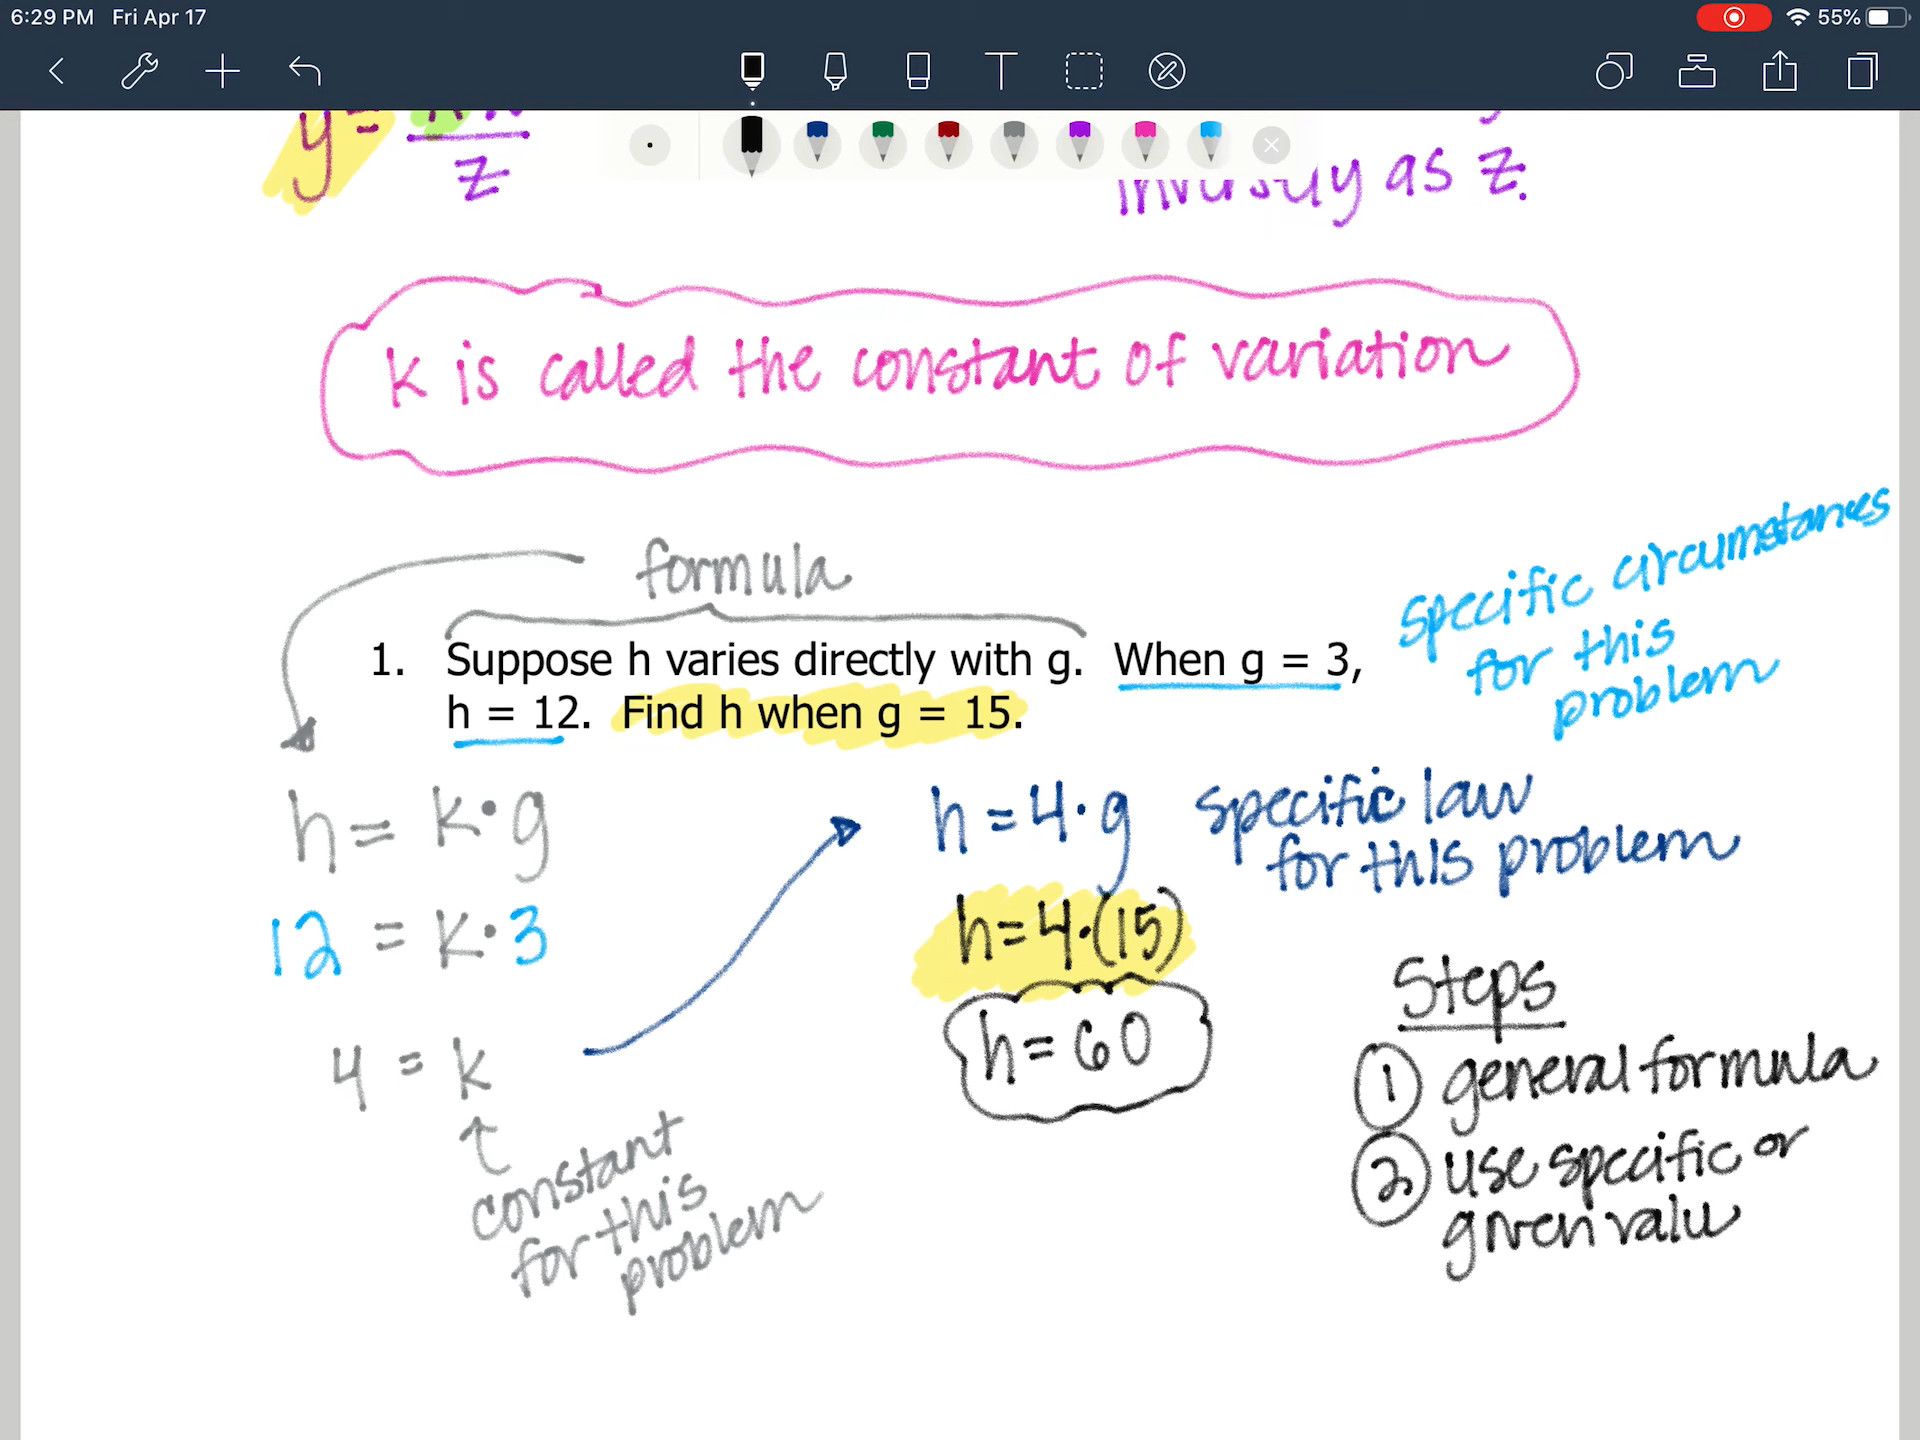 6:29 PM Fri Apr 17
55%
y =
z
inversely as z.
k is called the constant of variation
formula
specific circumstances
for this
problem
1. Suppose h varies directly with g. When g = 3,
h = 12. Find h when g = 15.
h = k•g
12 = k•3
4 = k
constant
for this
problem
h = 4•g
specific law
for this problem
h = 4•(15)
h = 60
Steps
1 general formula
2 use specific or
given valu